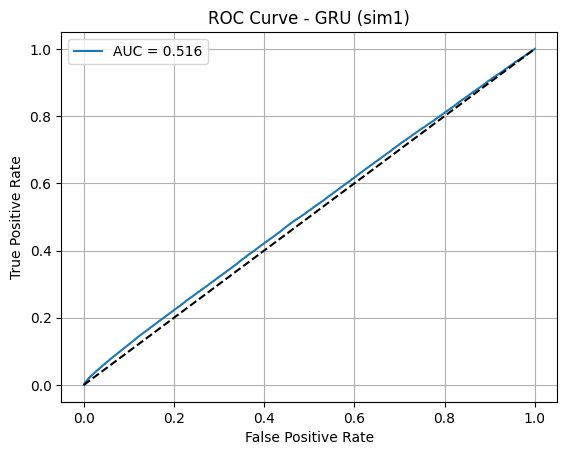 ROC Curve - GRU (sim1)
AUC = 0.516
True Positive Rate
1.0
0.8
0.6
0.4
0.2
0.0
0.0 0.2 0.4 0.6 0.8 1.0
False Positive Rate